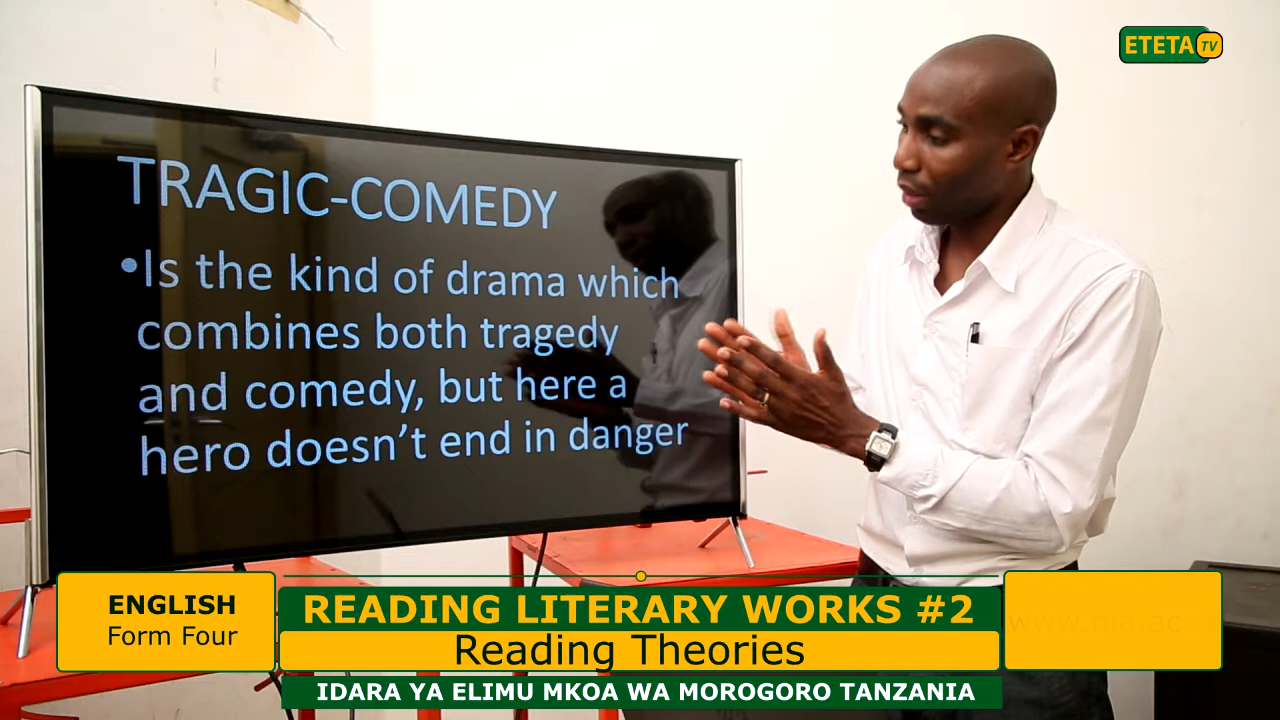 ETETA TV
TRAGIC-COMEDY
•Is the kind of drama which
combines both tragedy
and comedy, but here a
hero doesn't end in danger
ENGLISH
Form Four
READING LITERARY WORKS #2
Reading Theories
IDARA YA ELIMU MKOA WA MOROGORO TANZANIA